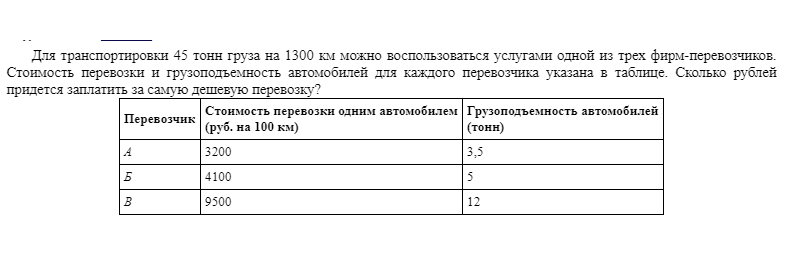 Для транспортировки 45 тонн груза на 1300 км можно воспользоваться услугами одной из трех фирм-перевозчиков.
Стоимость перевозки и грузоподъемность автомобилей для каждого перевозчика указана в таблице. Сколько рублей
придется заплатить за самую дешевую перевозку?
Перевозчик Стоимость перевозки одним автомобилем (руб. на 100 км) Грузоподъемность автомобилей (тонн)
А 3200 3,5
Б 4100 5
В 9500 12